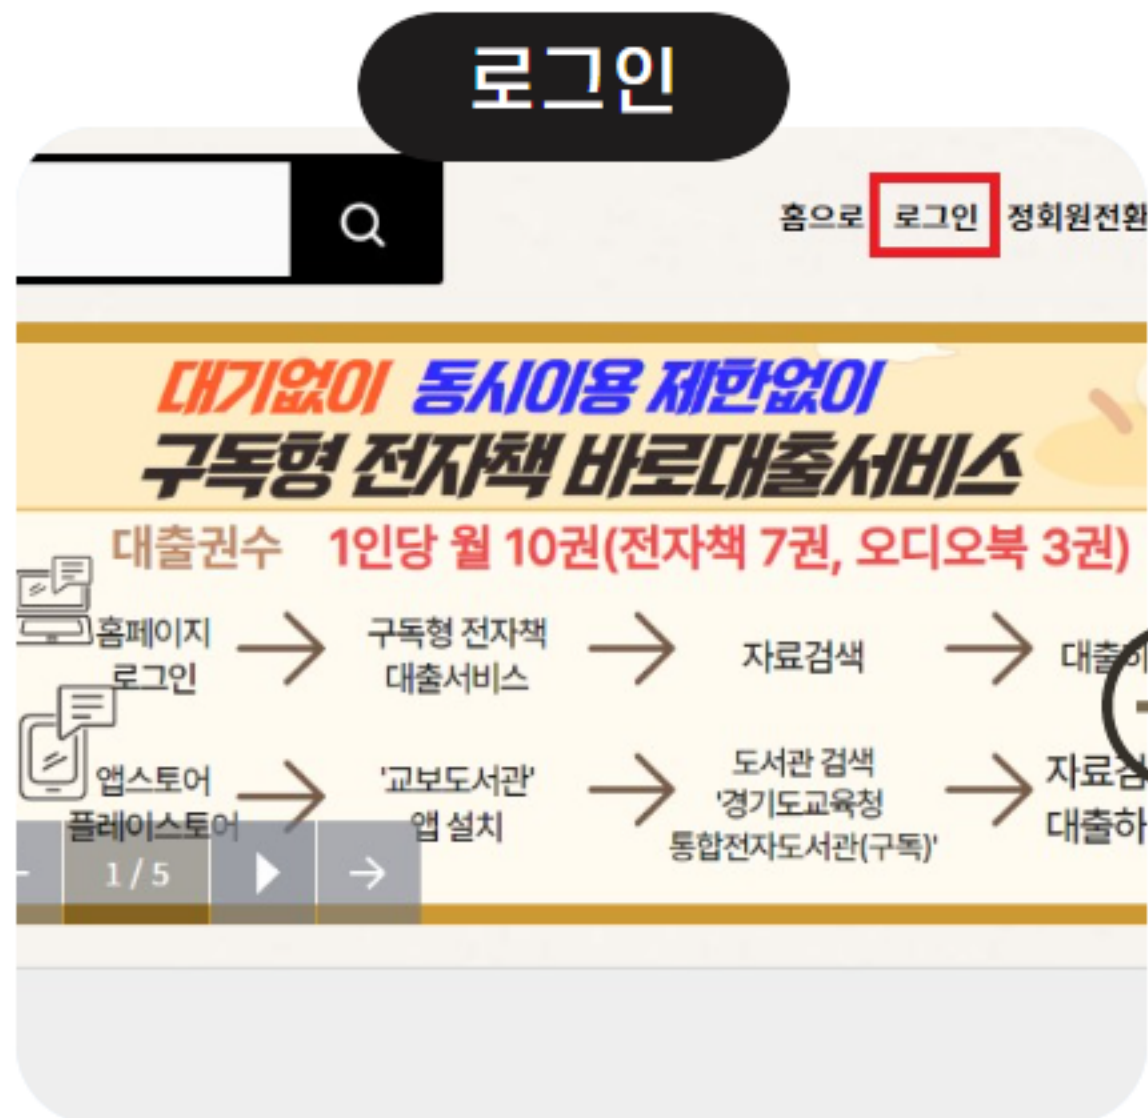 로그인
홈으로 로그인 정회원전환
대기없이 동시이용 제한없이
구독형 전자책 바로대출서비스
대출권수 1인당 월 10권(전자책 7권, 오디오북 3권)
홈페이지
로그인
구독형 전자책
대출서비스
자료검색
앱스토어
플레이스토어
'교보도서관'
앱 설치
도서관 검색
'경기도교육청
통합전자도서관(구독)'
대출하
1 / 5